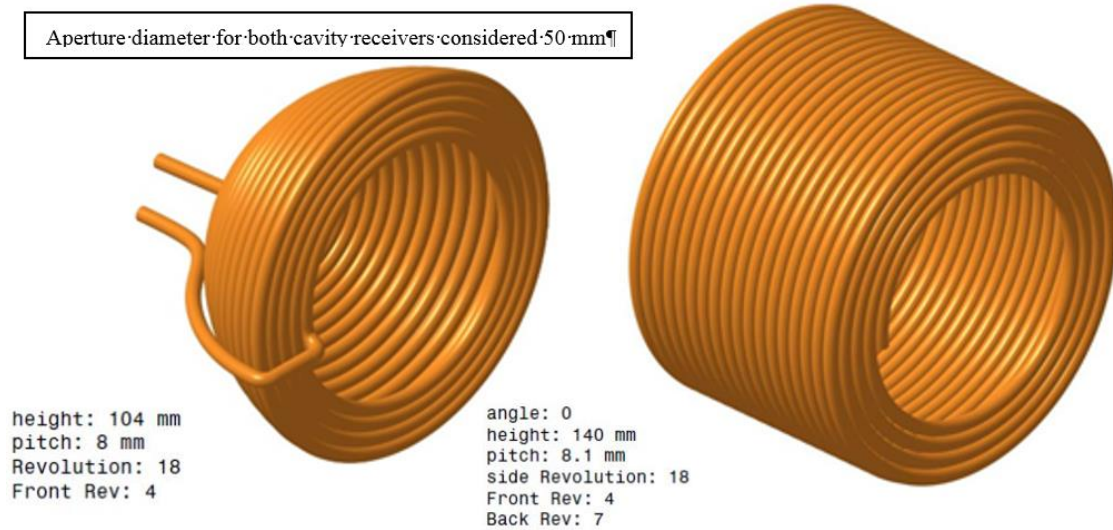 Aperture·diameter·for·both·cavity·receivers·considered·50·mm¶
height: 104 mm
pitch: 8 mm
Revolution: 18
Front Rev: 4
angle: 0
height: 140 mm
pitch: 8.1 mm
side Revolution: 18
Front Rev: 4
Back Rev: 7